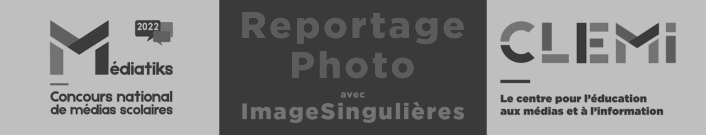 2022
Médiatiks
Concours national
de médias scolaires
Reportage
Photo
avec
ImageSingulières
CLEMI
Le centre pour l'éducation
aux médias et à l'information